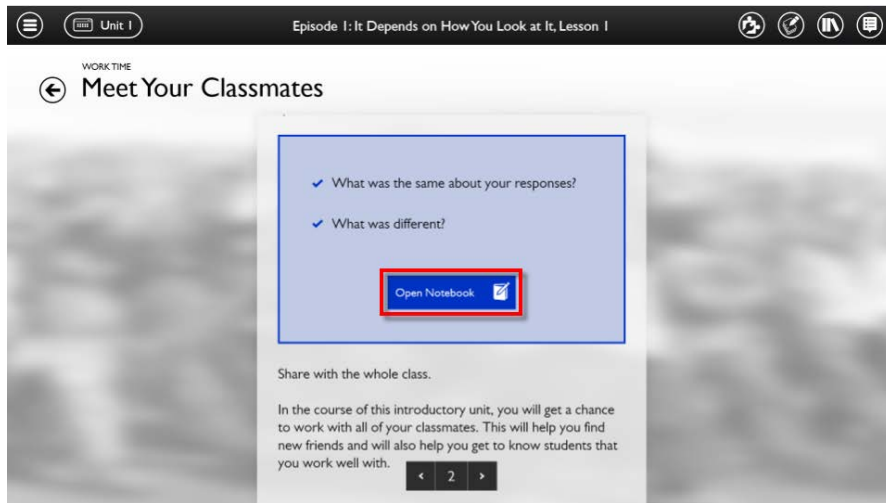 Unit 1
Episode 1: It Depends on How You Look at It, Lesson 1
WORK TIME
Meet Your Classmates
What was the same about your responses?
What was different?
Open Notebook
Share with the whole class.
In the course of this introductory unit, you will get a chance
to work with all of your classmates. This will help you find
new friends and will also help you get to know students that
you work well with.
< 2 >